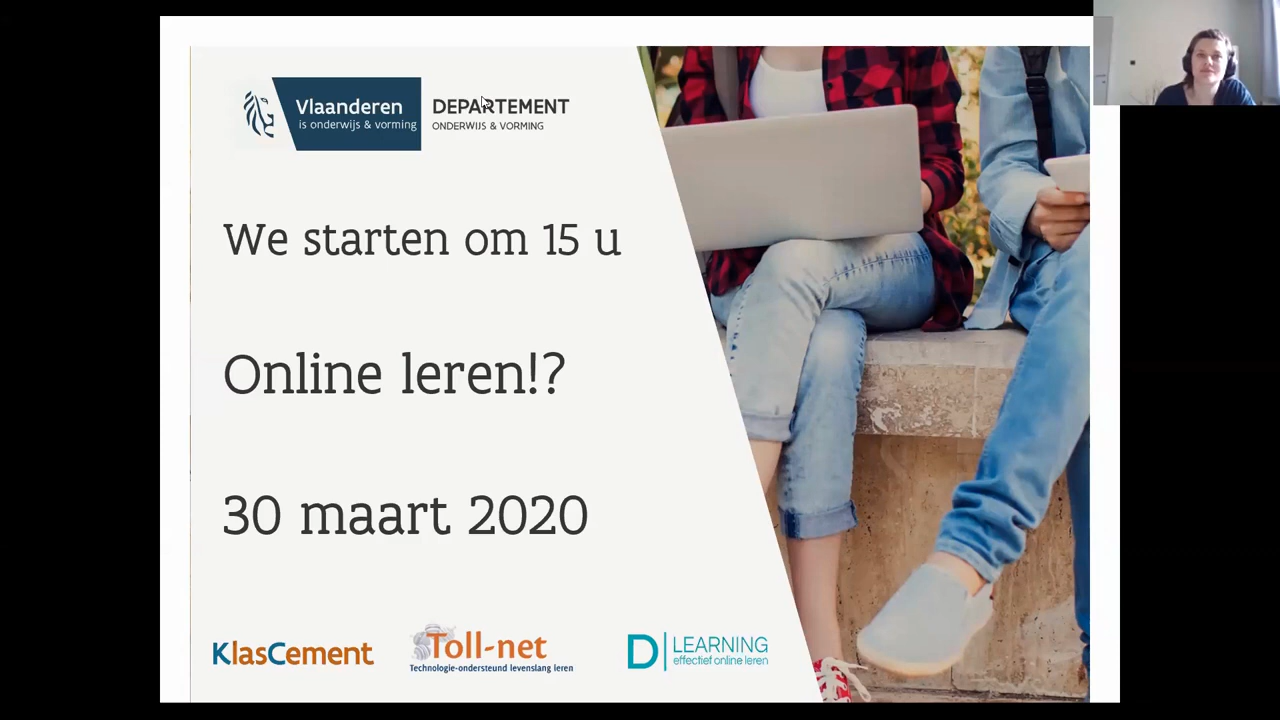 Vlaanderen
is onderwijs & vorming
DEPARTEMENT
ONDERWIJS & VORMING
We starten om 15 u
Online leren!?
30 maart 2020
KlasCement
Toll-net
Technologie-ondersteund levenslang leren
D LEARNING
effectief online leren